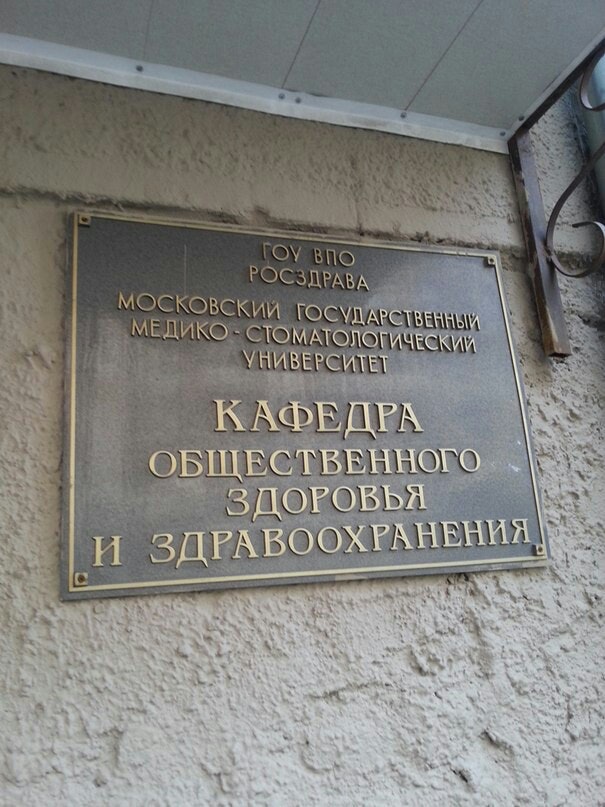 ГОУ ВПО
РОСЗДРАВА
МОСКОВСКИЙ ГОСУДАРСТВЕННЫЙ
МЕДИКО-СТОМАТОЛОГИЧЕСКИЙ
УНИВЕРСИТЕТ
КАФЕДРА
ОБЩЕСТВЕННОГО
ЗДОРОВЬЯ
И ЗДРАВООХРАНЕНИЯ